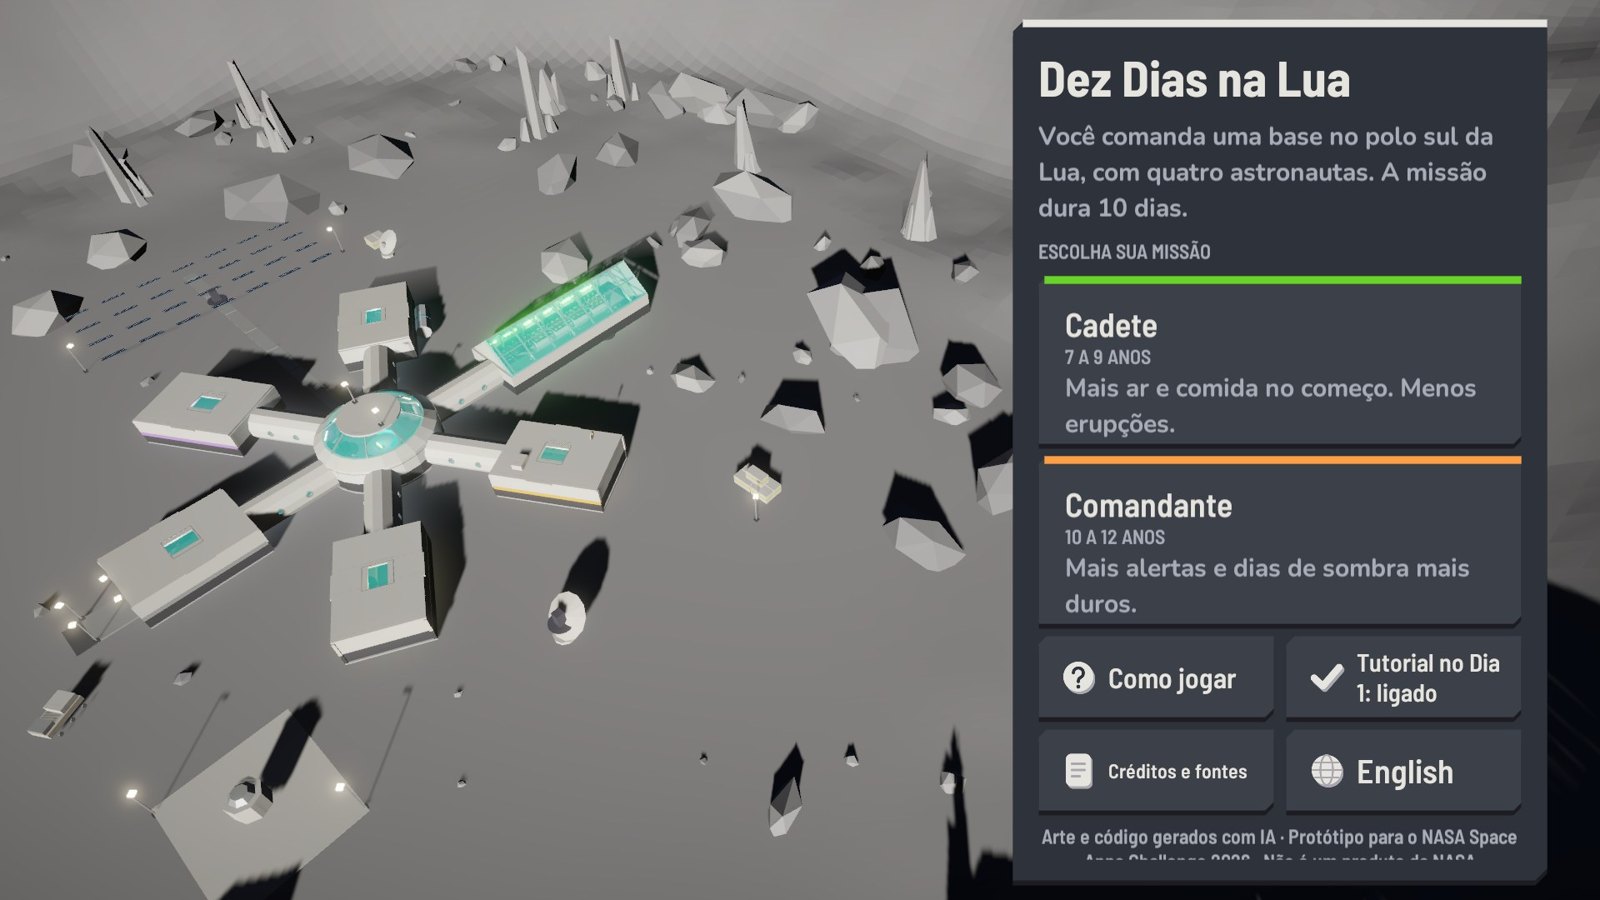 Dez Dias na Lua
Você comanda uma base no polo sul da
Lua, com quatro astronautas. A missão
dura 10 dias.
ESCOLHA SUA MISSÃO
Cadete
7 A 9 ANOS
Mais ar e comida no começo. Menos
erupções.
Comandante
10 A 12 ANOS
Mais alertas e dias de sombra mais
duros.
Como jogar
Tutorial no Dia
1: ligado
Créditos e fontes
English
Arte e código gerados com IA · Protótipo para o NASA Space